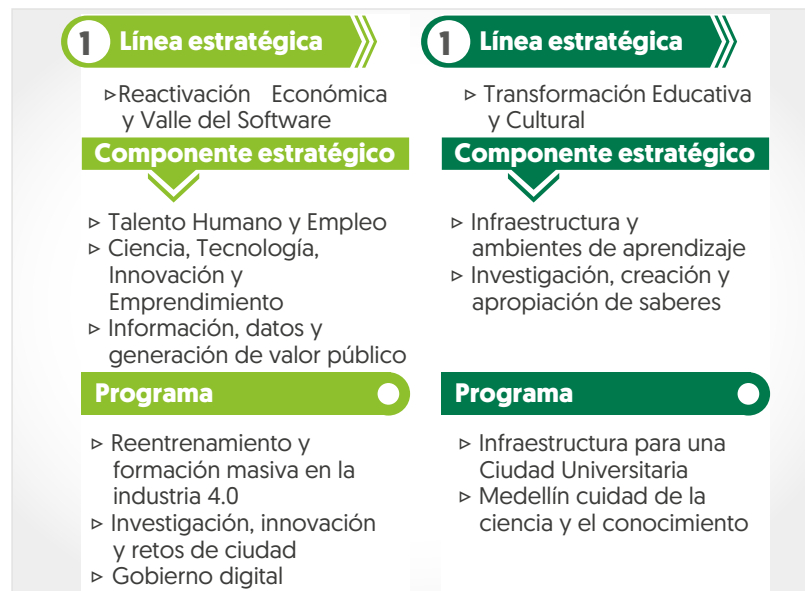 1 Línea estratégica
▹Reactivación Económica
y Valle del Software
Componente estratégico
▹ Talento Humano y Empleo
▹ Ciencia, Tecnología,
Innovación y
Emprendimiento
▹ Información, datos y
generación de valor público
Programa
▹ Reentrenamiento y
formación masiva en la
industria 4.0
▹ Investigación, innovación
y retos de ciudad
▹ Gobierno digital
1 Línea estratégica
▹ Transformación Educativa
y Cultural
Componente estratégico
▹ Infraestructura y
ambientes de aprendizaje
▹ Investigación, creación y
apropiación de saberes
Programa
▹ Infraestructura para una
Ciudad Universitaria
▹ Medellín cuidad de la
ciencia y el conocimiento